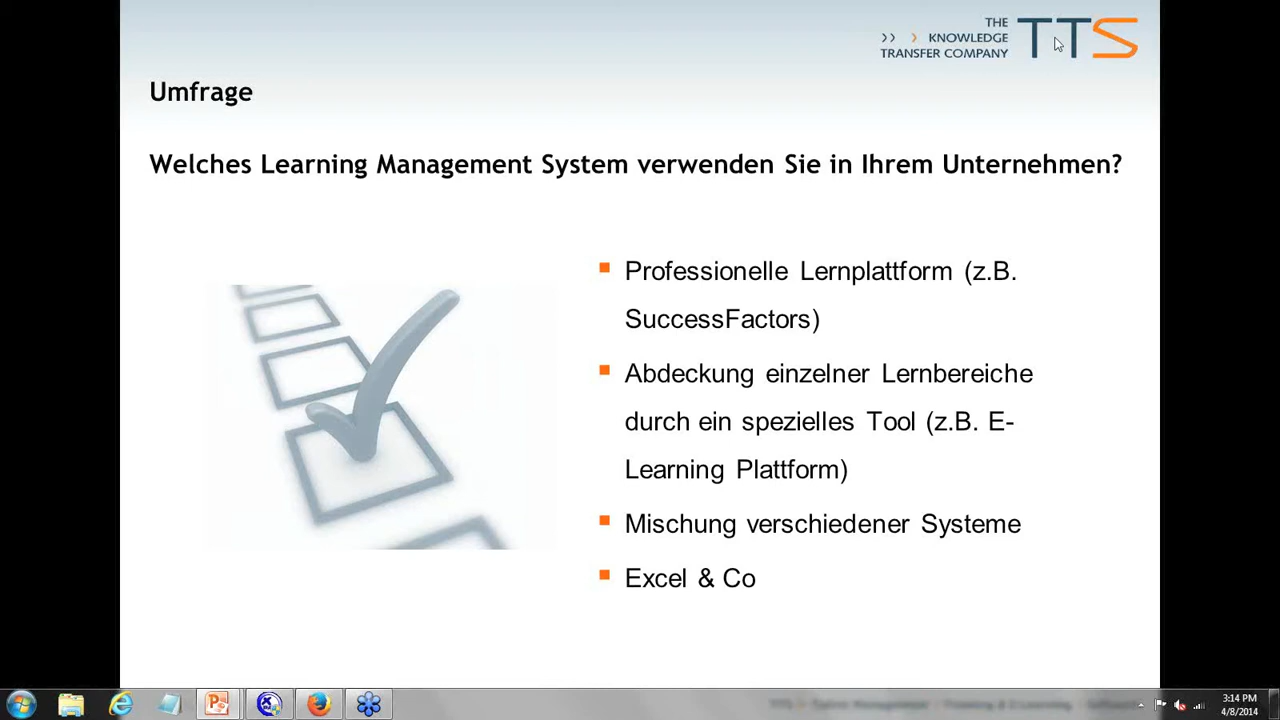 THE
>> > KNOWLEDGE
TRANSFER COMPANY
TTS
Umfrage
Welches Learning Management System verwenden Sie in Ihrem Unternehmen?
Professionelle Lernplattform (z.B.
SuccessFactors)
Abdeckung einzelner Lernbereiche
durch ein spezielles Tool (z.B. E-
Learning Plattform)
Mischung verschiedener Systeme
Excel & Co
3:14 PM
4/8/2014